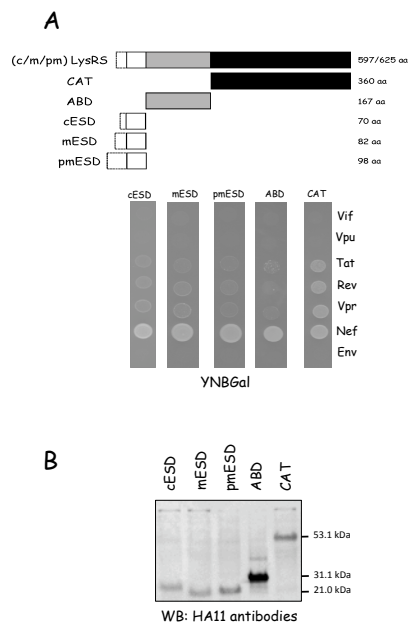 A
(c/m/pm) LysRS 597/625 aa
CAT 360 aa
ABD 167 aa
cESD 70 aa
mESD 82 aa
pmESD 98 aa
cESD mESD pmESD ABD CAT
Vif
Vpu
Tat
Rev
Vpr
Nef
Env
YNBGal
B
cESD mESD pmESD ABD CAT
53.1 kDa
31.1 kDa
21.0 kDa
WB: HA11 antibodies